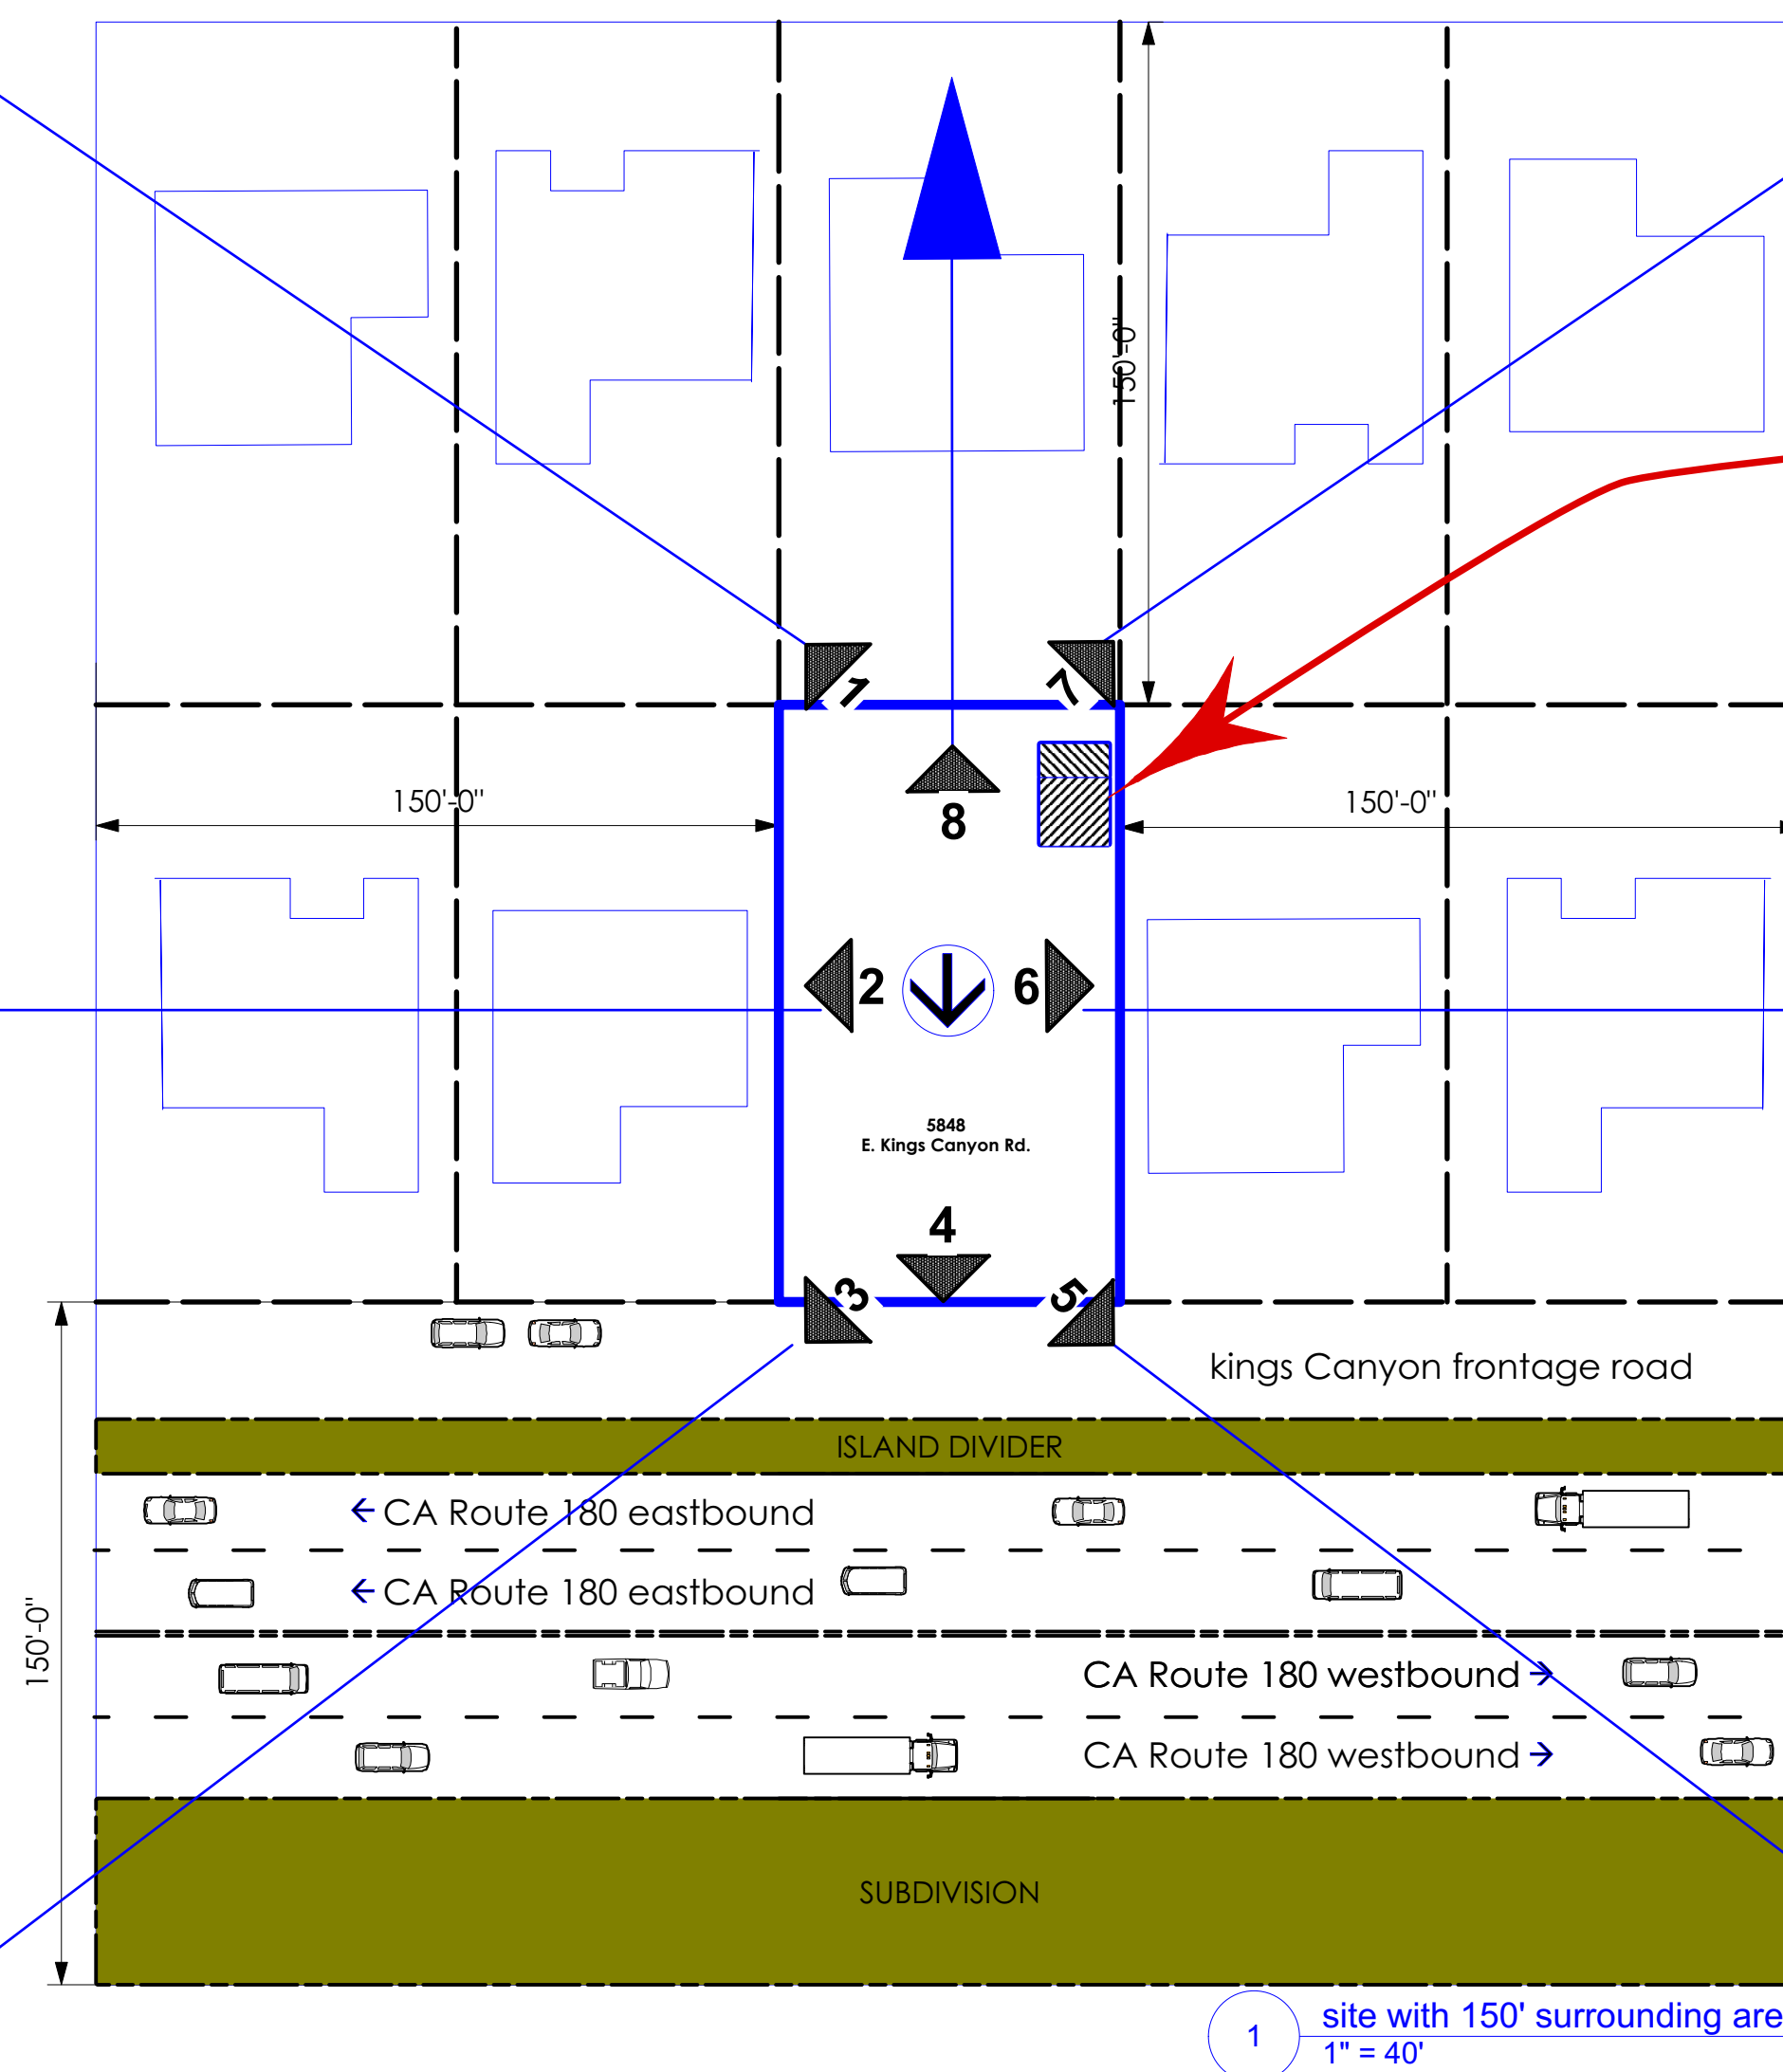 150'-0"
1
7
150'-0"
150'-0"
8
2
6
5848
E. Kings Canyon Rd.
4
3
5
kings Canyon frontage road
ISLAND DIVIDER
CA Route 180 eastbound
CA Route 180 eastbound
150'-0"
CA Route 180 westbound
CA Route 180 westbound
SUBDIVISION
1
site with 150' surrounding are
1" = 40'